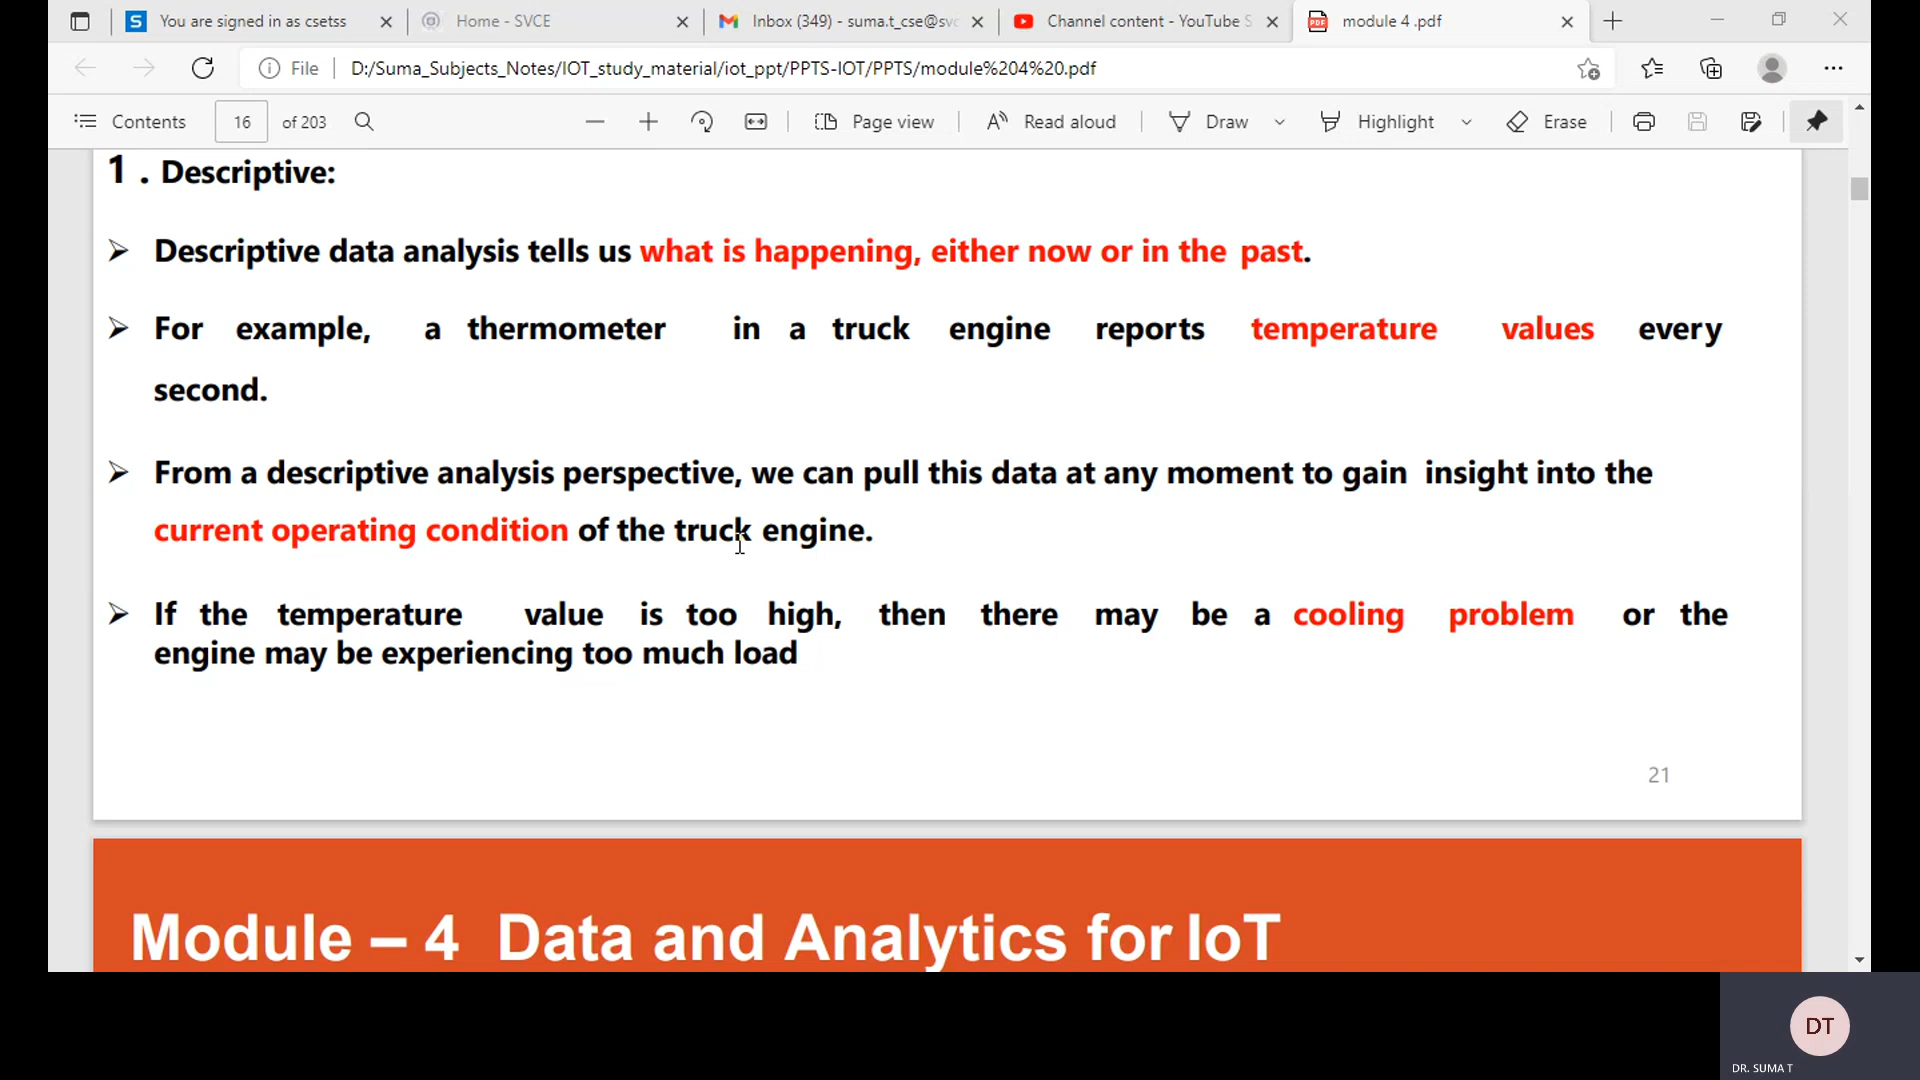 You are signed in as csetss
Home - SVCE
Inbox (349) - suma.t_cse@svc
Channel content - YouTube S
module 4 .pdf
File
D:/Suma_Subjects_Notes/IOT_study_material/iot_ppt/PPTS-IOT/PPTS/module%204%20.pdf
Contents
16
of 203
Page view
Read aloud
Draw
Highlight
Erase
1 . Descriptive:
➢ Descriptive data analysis tells us what is happening, either now or in the past.
➢ For example, a thermometer in a truck engine reports temperature values every
second.
➢ From a descriptive analysis perspective, we can pull this data at any moment to gain insight into the
current operating condition of the truck engine.
➢ If the temperature value is too high, then there may be a cooling problem or the
engine may be experiencing too much load
21
Module – 4 Data and Analytics for IoT
DT
DR. SUMA T